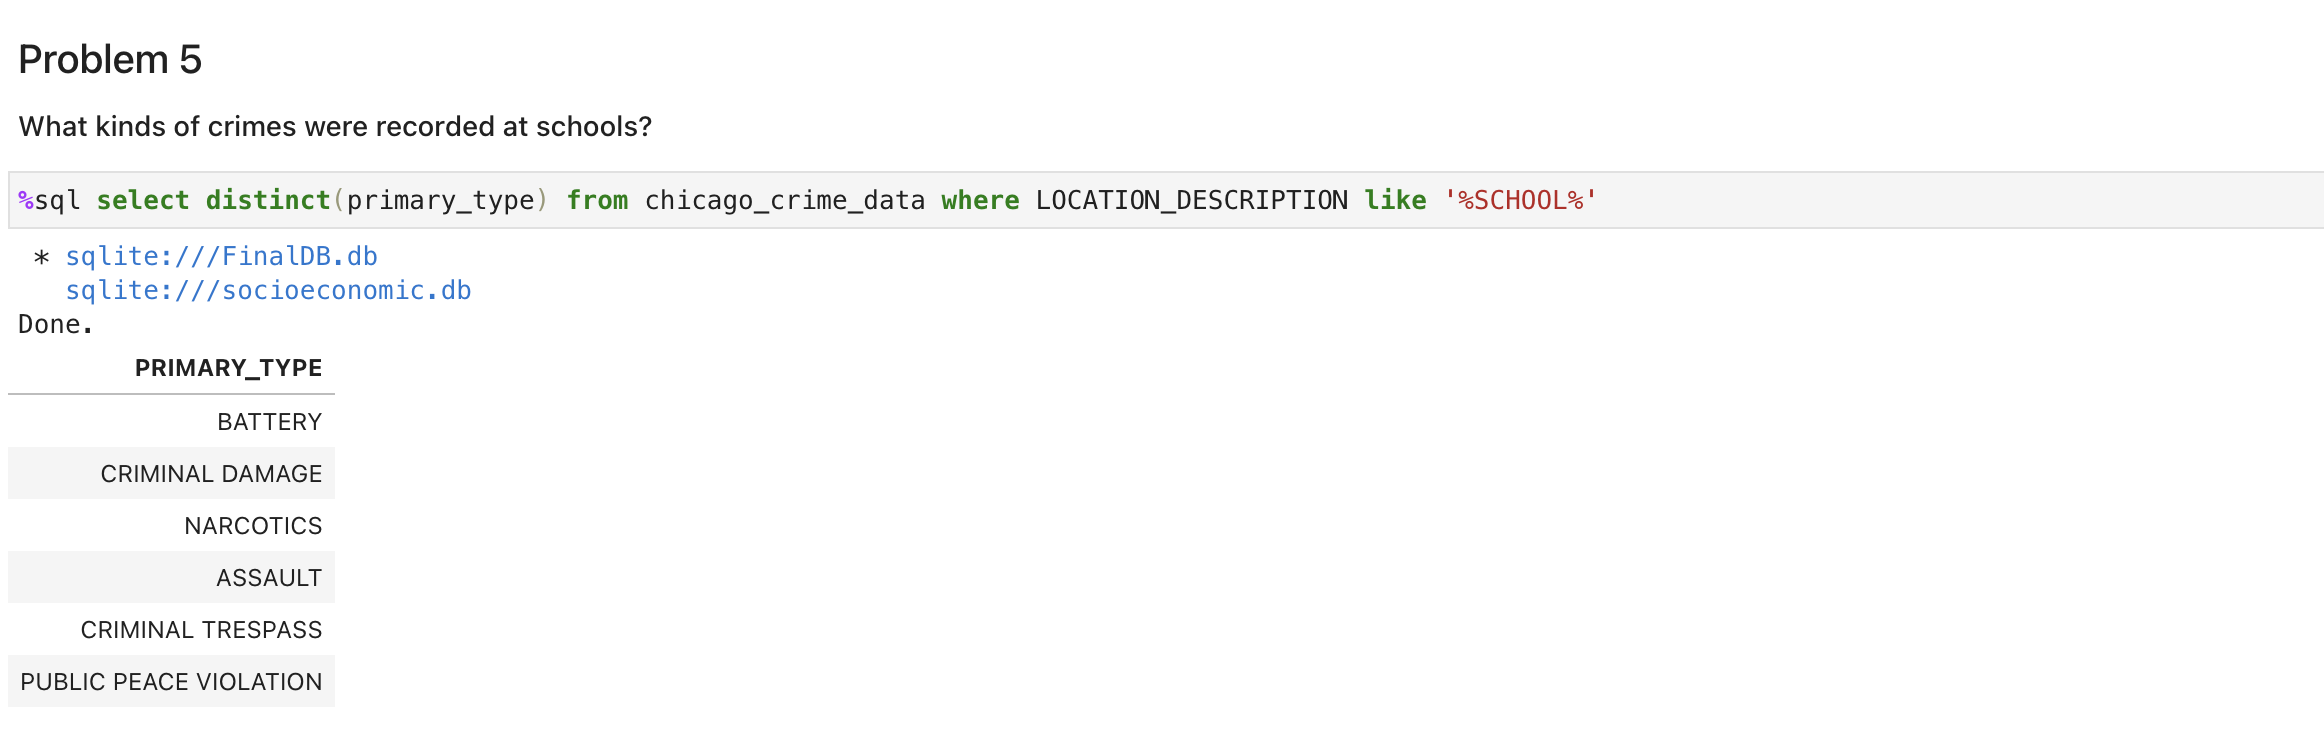 Problem 5
What kinds of crimes were recorded at schools?
%sql select distinct(primary_type) from chicago_crime_data where LOCATION_DESCRIPTION like '%SCHOOL%'
* sqlite:///FinalDB.db
sqlite:///socioeconomic.db
Done.
PRIMARY_TYPE
BATTERY
CRIMINAL DAMAGE
NARCOTICS
ASSAULT
CRIMINAL TRESPASS
PUBLIC PEACE VIOLATION